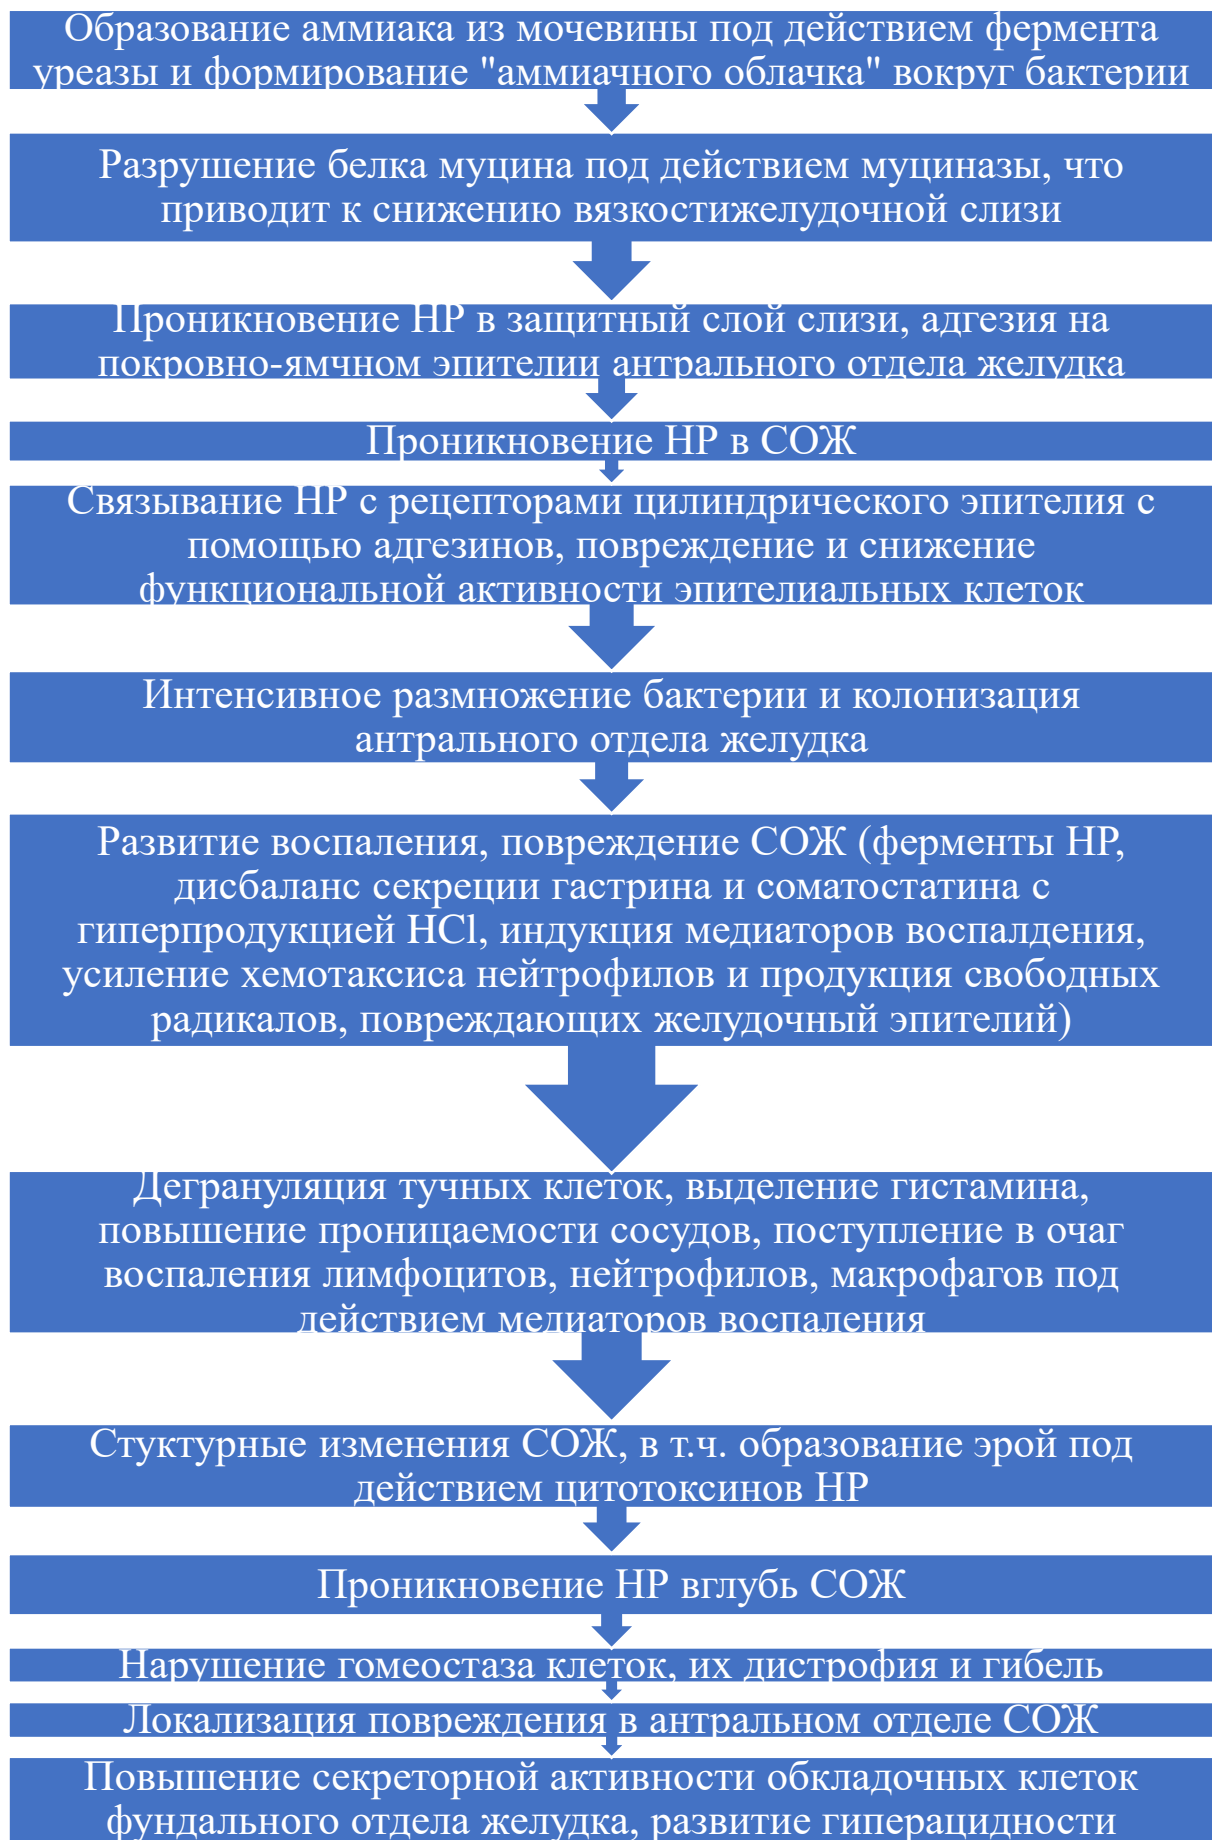 Образование аммиака из мочевины под действием фермента
уреазы и формирование "аммиачного облачка" вокруг бактерии
Разрушение белка муцина под действием муциназы, что
приводит к снижению вязкостижелудочной слизи
Проникновение НР в защитный слой слизи, адгезия на
покровно-ямчном эпителии антрального отдела желудка
Проникновение НР в СОЖ
Связывание НР с рецепторами цилиндрического эпителия с
помощью адгезинов, повреждение и снижение
функциональной активности эпителиальных клеток
Интенсивное размножение бактерии и колонизация
антрального отдела желудка
Развитие воспаления, повреждение СОЖ (ферменты НР,
дисбаланс секреции гастрина и соматостатина с
гиперпродукцией HCl, индукция медиаторов воспалдения,
усиление хемотаксиса нейтрофилов и продукция свободных
радикалов, повреждающих желудочный эпителий)
Дегрануляция тучных клеток, выделение гистамина,
повышение проницаемости сосудов, поступление в очаг
воспаления лимфоцитов, нейтрофилов, макрофагов под
действием медиаторов воспаления
Стуктурные изменения СОЖ, в т.ч. образование эрой под
действием цитотоксинов НР
Проникновение НР вглубь СОЖ
Нарушение гомеостаза клеток, их дистрофия и гибель
Локализация повреждения в антральном отделе СОЖ
Повышение секреторной активности обкладочных клеток
фундального отдела желудка, развитие гиперацидности